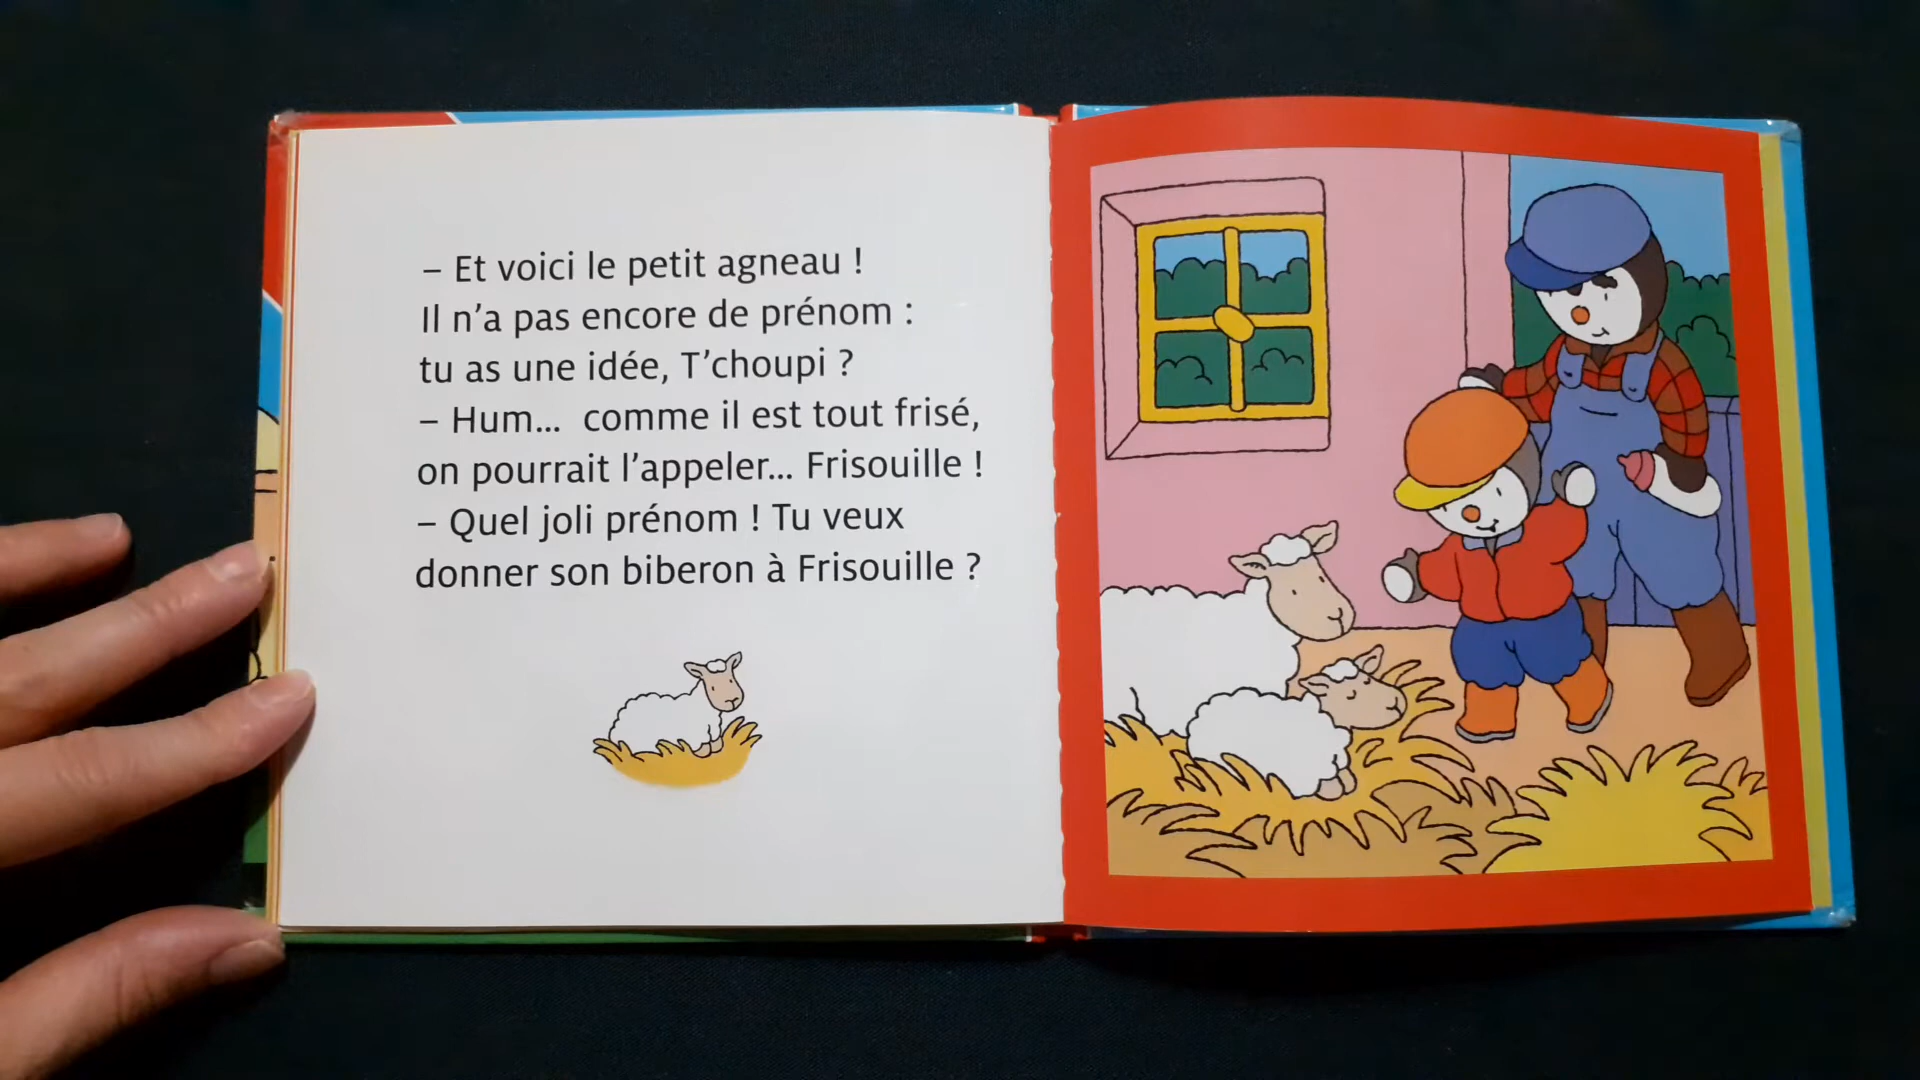 – Et voici le petit agneau !
Il n’a pas encore de prénom :
tu as une idée, T’choupi ?
– Hum... comme il est tout frisé,
on pourrait l’appeler... Frisouille !
– Quel joli prénom ! Tu veux
donner son biberon à Frisouille ?